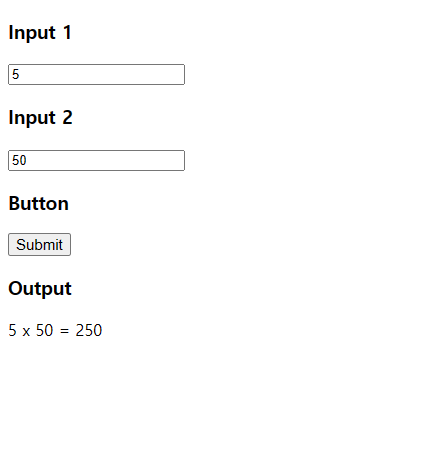 Input 1
5
Input 2
50
Button
Submit
Output
5 x 50 = 250